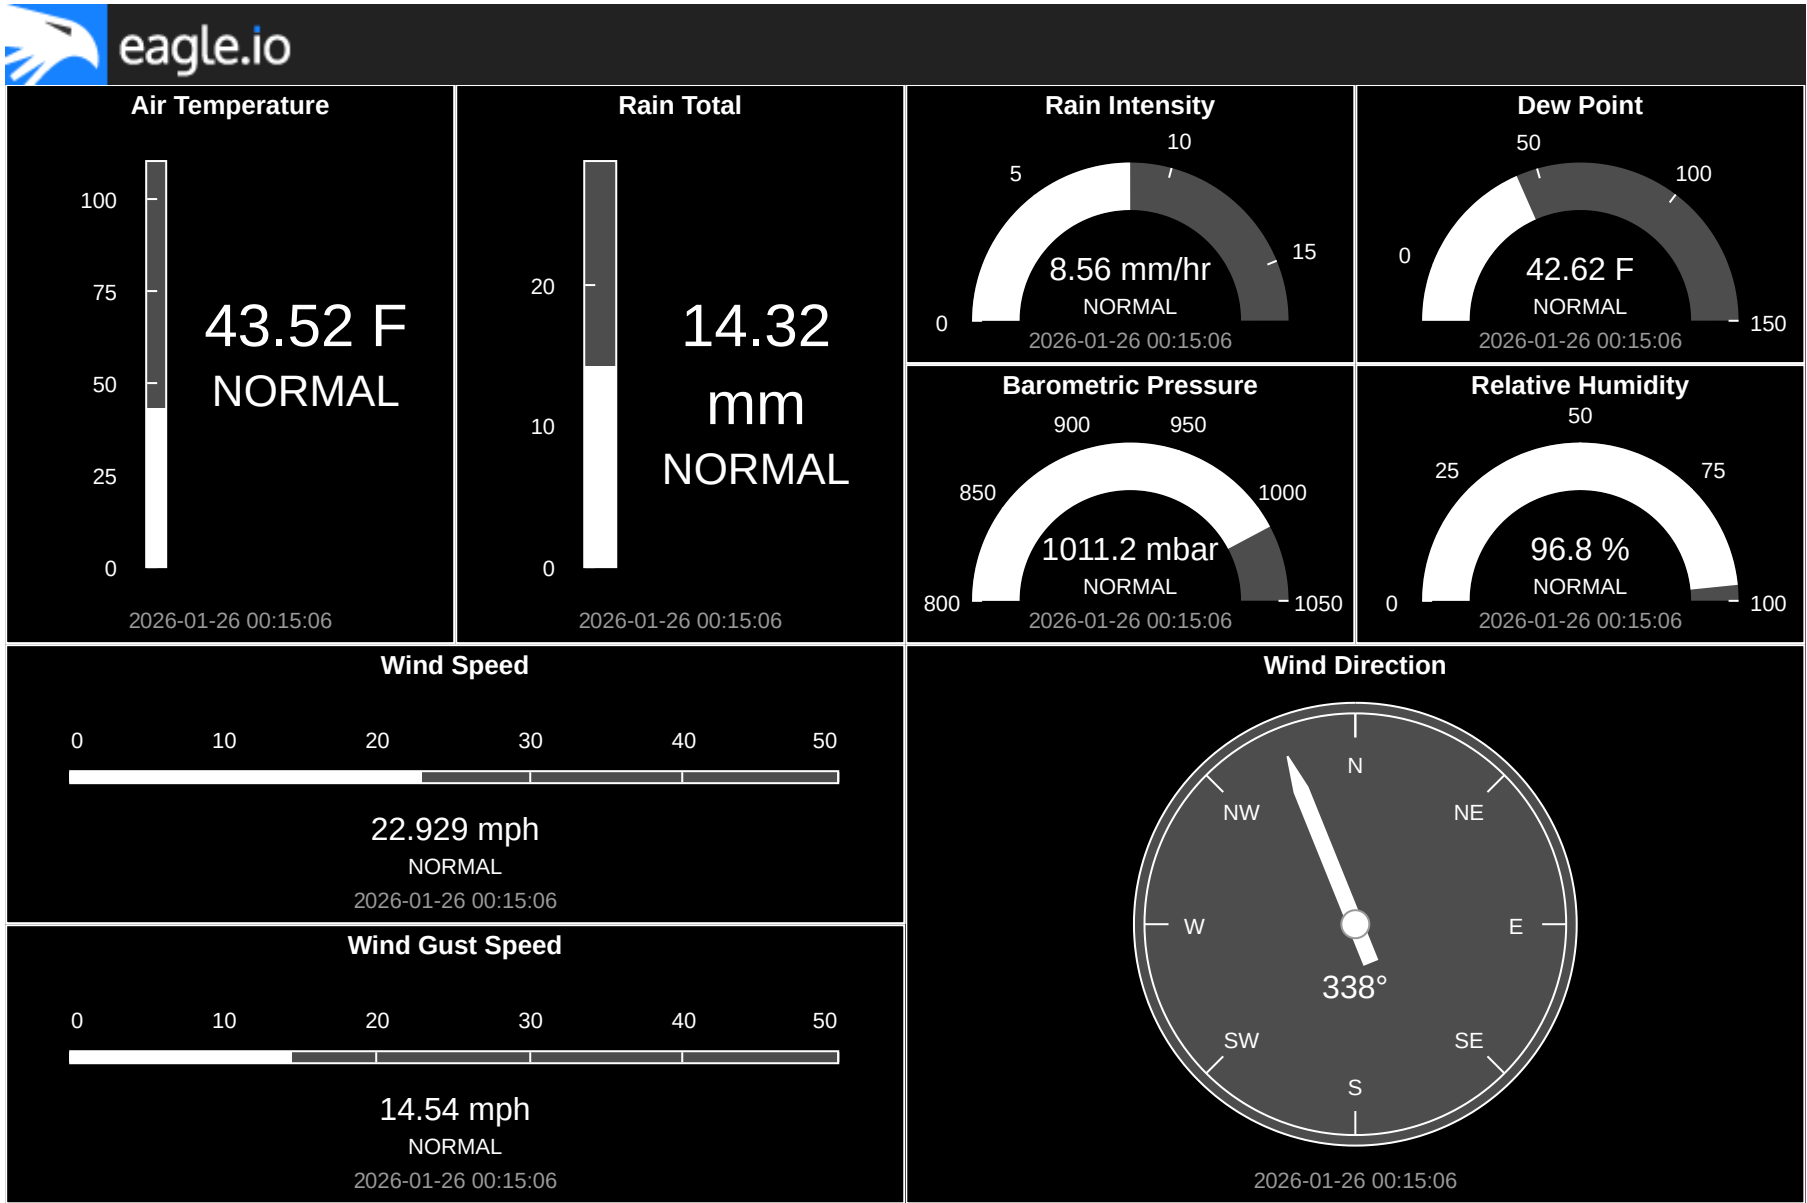 eagle.io
Air Temperature
100
75
50
25
0
43.52 F
NORMAL
2026-01-26 00:15:06
Rain Total
20
10
0
14.32
mm
NORMAL
2026-01-26 00:15:06
Rain Intensity
0
5
10
15
8.56 mm/hr
NORMAL
2026-01-26 00:15:06
Dew Point
0
50
100
150
42.62 F
NORMAL
2026-01-26 00:15:06
Barometric Pressure
800
850
900
950
1000
1050
1011.2 mbar
NORMAL
2026-01-26 00:15:06
Relative Humidity
0
25
50
75
100
96.8 %
NORMAL
2026-01-26 00:15:06
Wind Speed
0 10 20 30 40 50
22.929 mph
NORMAL
2026-01-26 00:15:06
Wind Gust Speed
0 10 20 30 40 50
14.54 mph
NORMAL
2026-01-26 00:15:06
Wind Direction
N
NW NE
W E
338°
SW SE
S
2026-01-26 00:15:06